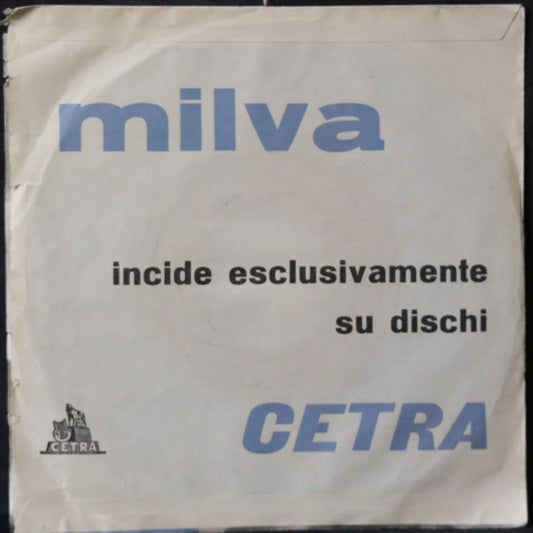 milva
incide esclusivamente
su dischi
CETRA
CETRA